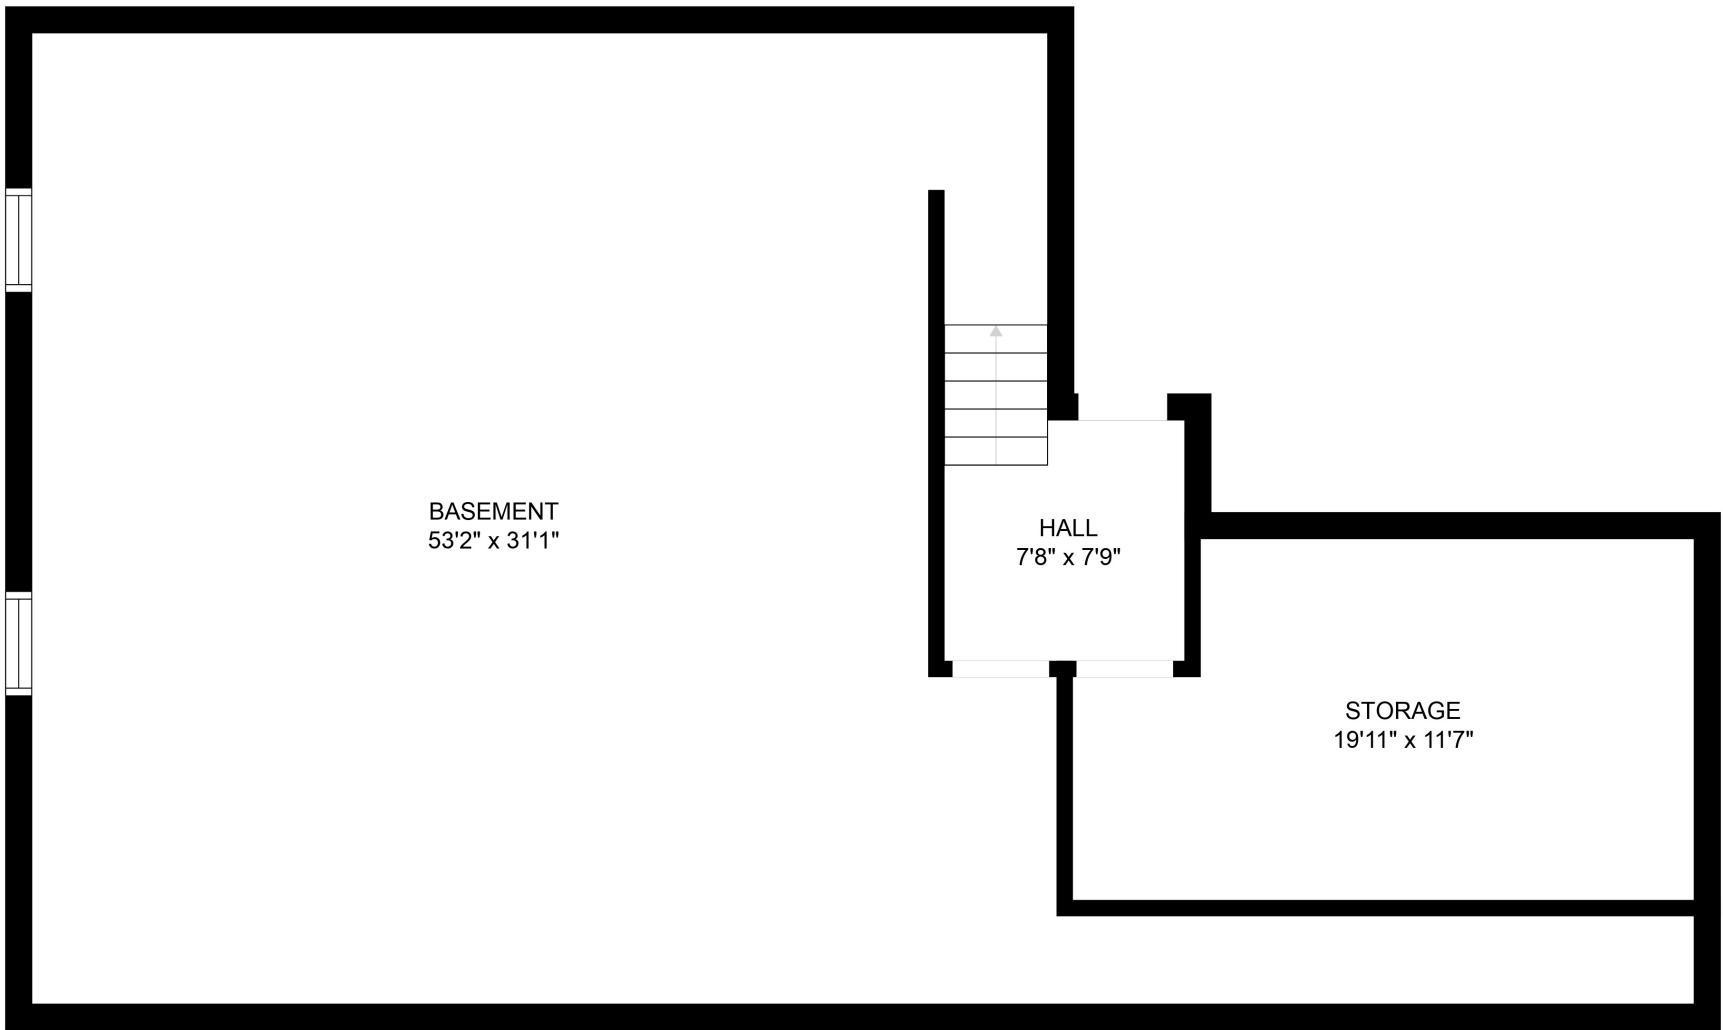 BASEMENT
53'2" x 31'1"
HALL
7'8" x 7'9"
STORAGE
19'11" x 11'7"